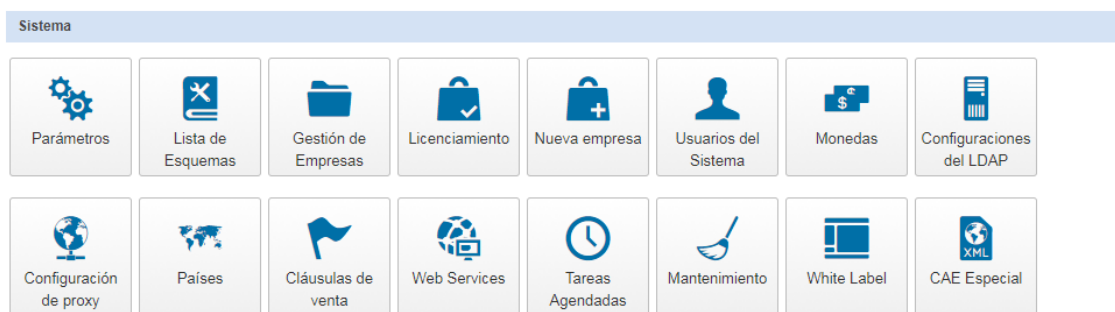 Sistema
Parámetros
Lista de
Esquemas
Gestión de
Empresas
Licenciamiento
Nueva empresa
Usuarios del
Sistema
Monedas
$
Configuraciones
del LDAP
Configuración
de proxy
Países
Cláusulas de
venta
Web Services
Tareas
Agendadas
Mantenimiento
White Label
XML
CAE Especial